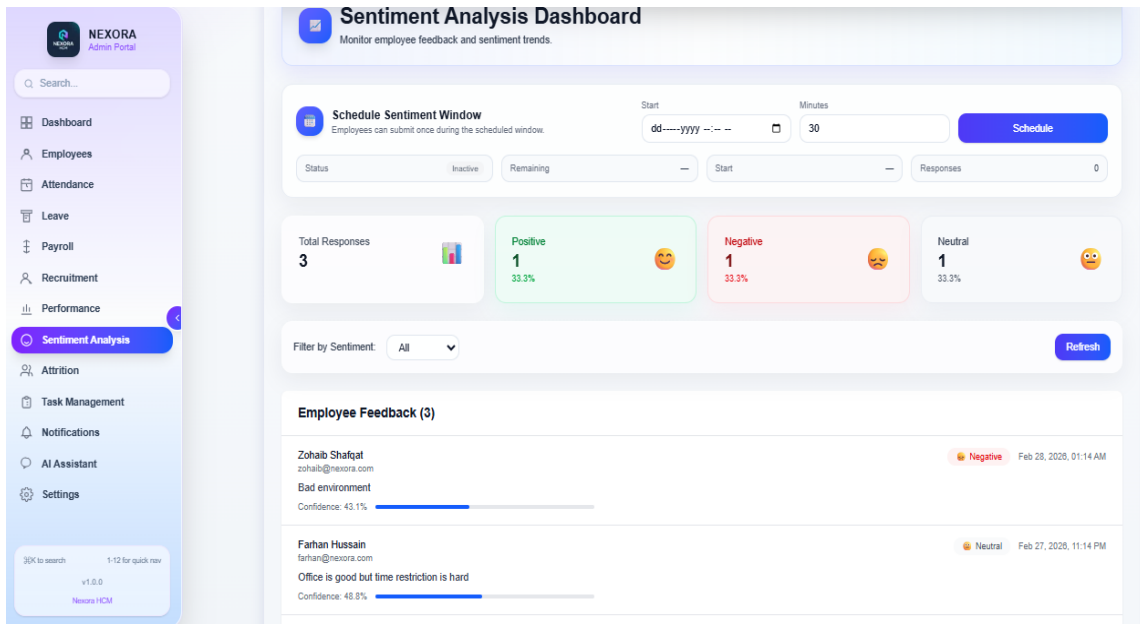 NEXORA
Admin Portal
Search...
Dashboard
Employees
Attendance
Leave
Payroll
Recruitment
Performance
Sentiment Analysis
Attrition
Task Management
Notifications
AI Assistant
Settings
⌘K to search 1-12 for quick nav
v1.0.0
Nexora HCM
Sentiment Analysis Dashboard
Monitor employee feedback and sentiment trends.
Schedule Sentiment Window
Employees can submit once during the scheduled window.
Start
dd-----yyyy --:-- --
Minutes
30
Schedule
Status Inactive
Remaining —
Start —
Responses 0
Total Responses
3
Positive
1
33.3%
Negative
1
33.3%
Neutral
1
33.3%
Filter by Sentiment: All
Refresh
Employee Feedback (3)
Zohaib Shafqat
zohaib@nexora.com
Negative Feb 28, 2026, 01:14 AM
Bad environment
Confidence: 43.1%
Farhan Hussain
farhan@nexora.com
Neutral Feb 27, 2026, 11:14 PM
Office is good but time restriction is hard
Confidence: 48.8%